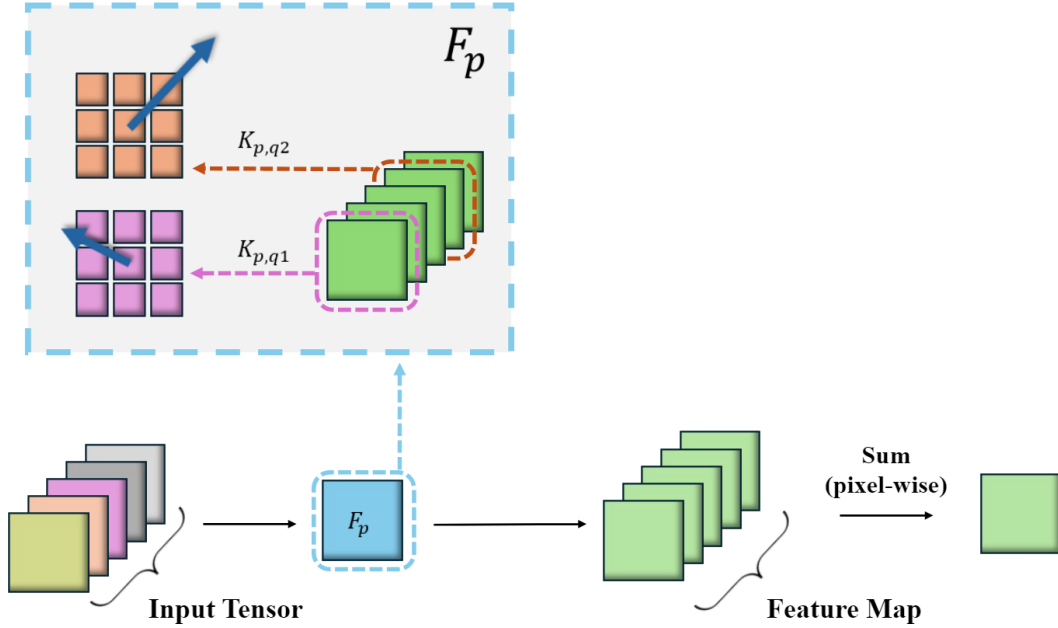 F_p
K_{p,q2}
K_{p,q1}
Sum
(pixel-wise)
F_p
Input Tensor
Feature Map